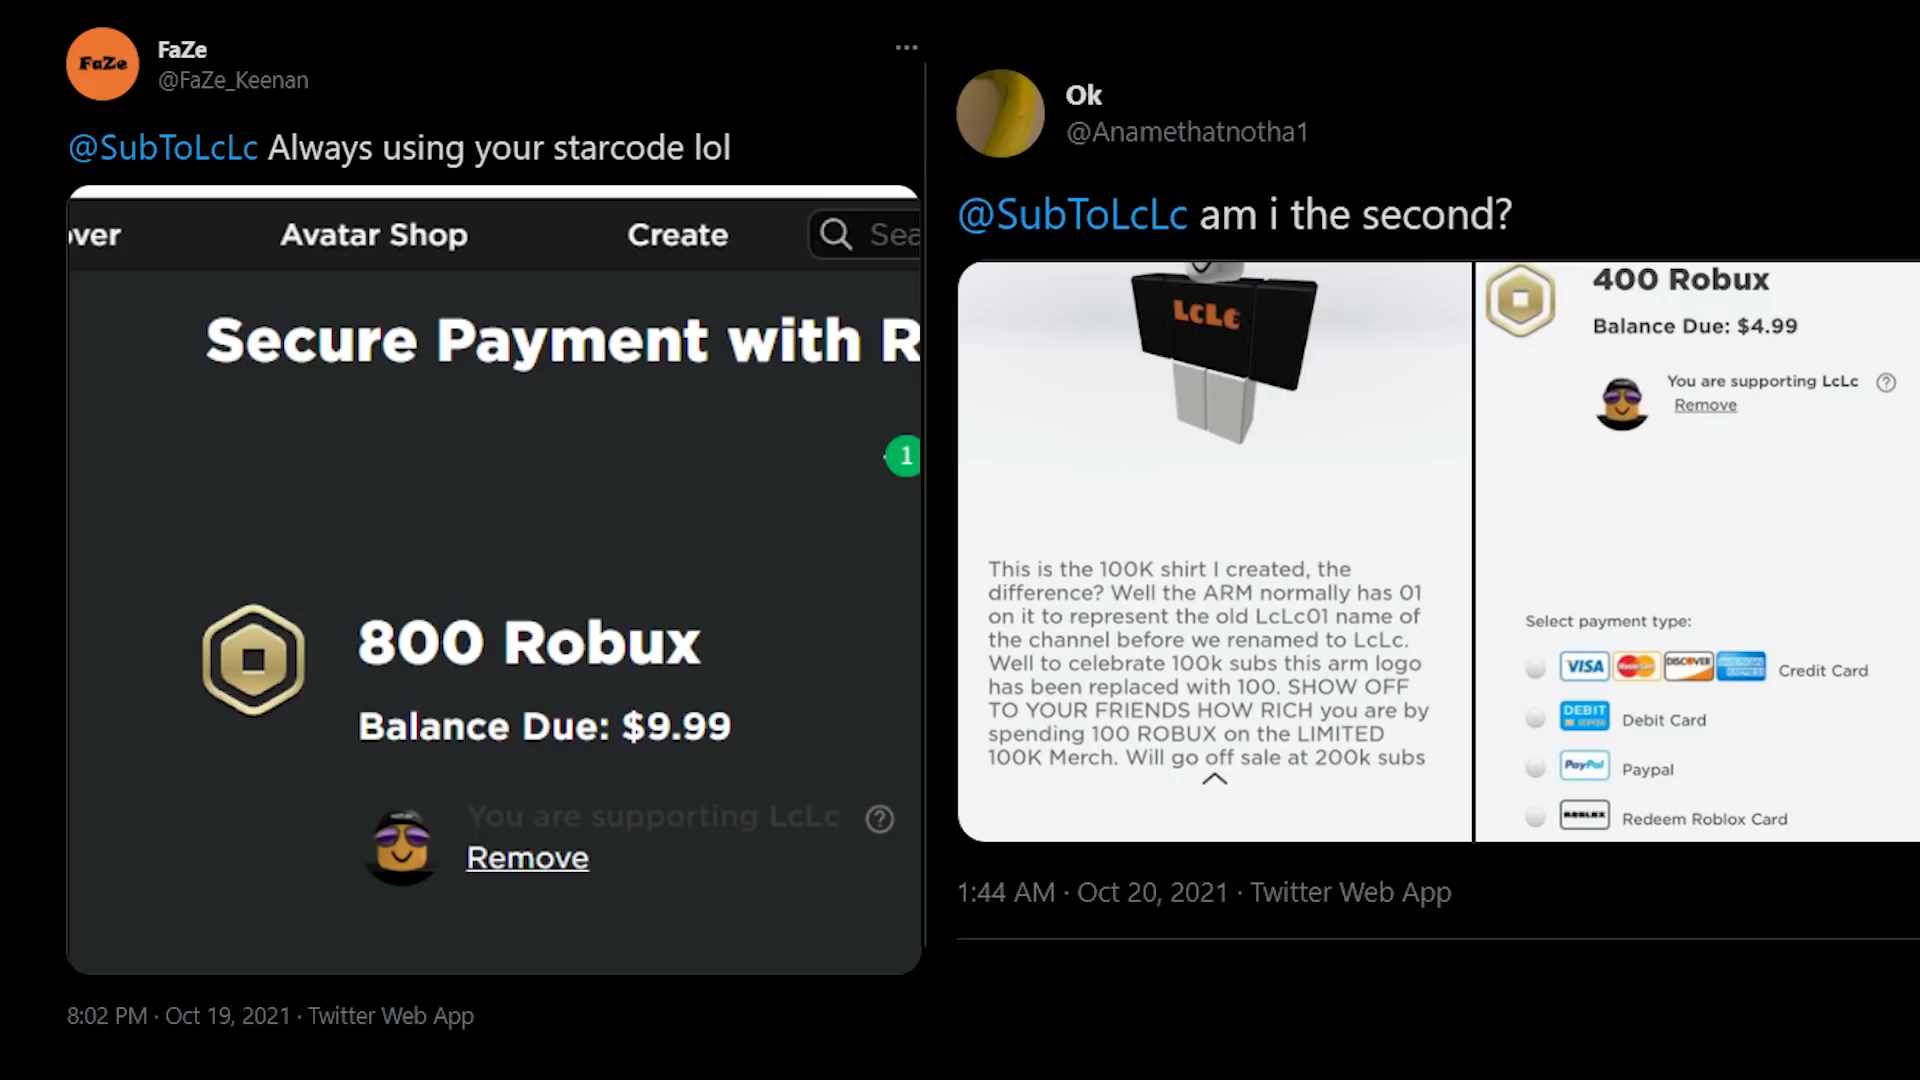 FaZe
FaZe
@FaZe_Keenan
@SubToLcLc Always using your starcode lol
ver
Avatar Shop
Create
Sea
Secure Payment with R
1
800 Robux
Balance Due: $9.99
You are supporting LcLc
Remove
8:02 PM · Oct 19, 2021 · Twitter Web App
Ok
@Anamethatnotha1
@SubToLcLc am i the second?
LcLc
This is the 100K shirt I created, the
difference? Well the ARM normally has 01
on it to represent the old LcLc01 name of
the channel before we renamed to LcLc.
Well to celebrate 100k subs this arm logo
has been replaced with 100. SHOW OFF
TO YOUR FRIENDS HOW RICH you are by
spending 100 ROBUX on the LIMITED
100K Merch. Will go off sale at 200k subs
400 Robux
Balance Due: $4.99
You are supporting LcLc
Remove
Select payment type:
VISA MasterCard DISCOVER AMERICAN EXPRESS Credit Card
DEBIT Debit Card
PayPal Paypal
ROBLOX Redeem Roblox Card
1:44 AM · Oct 20, 2021 · Twitter Web App